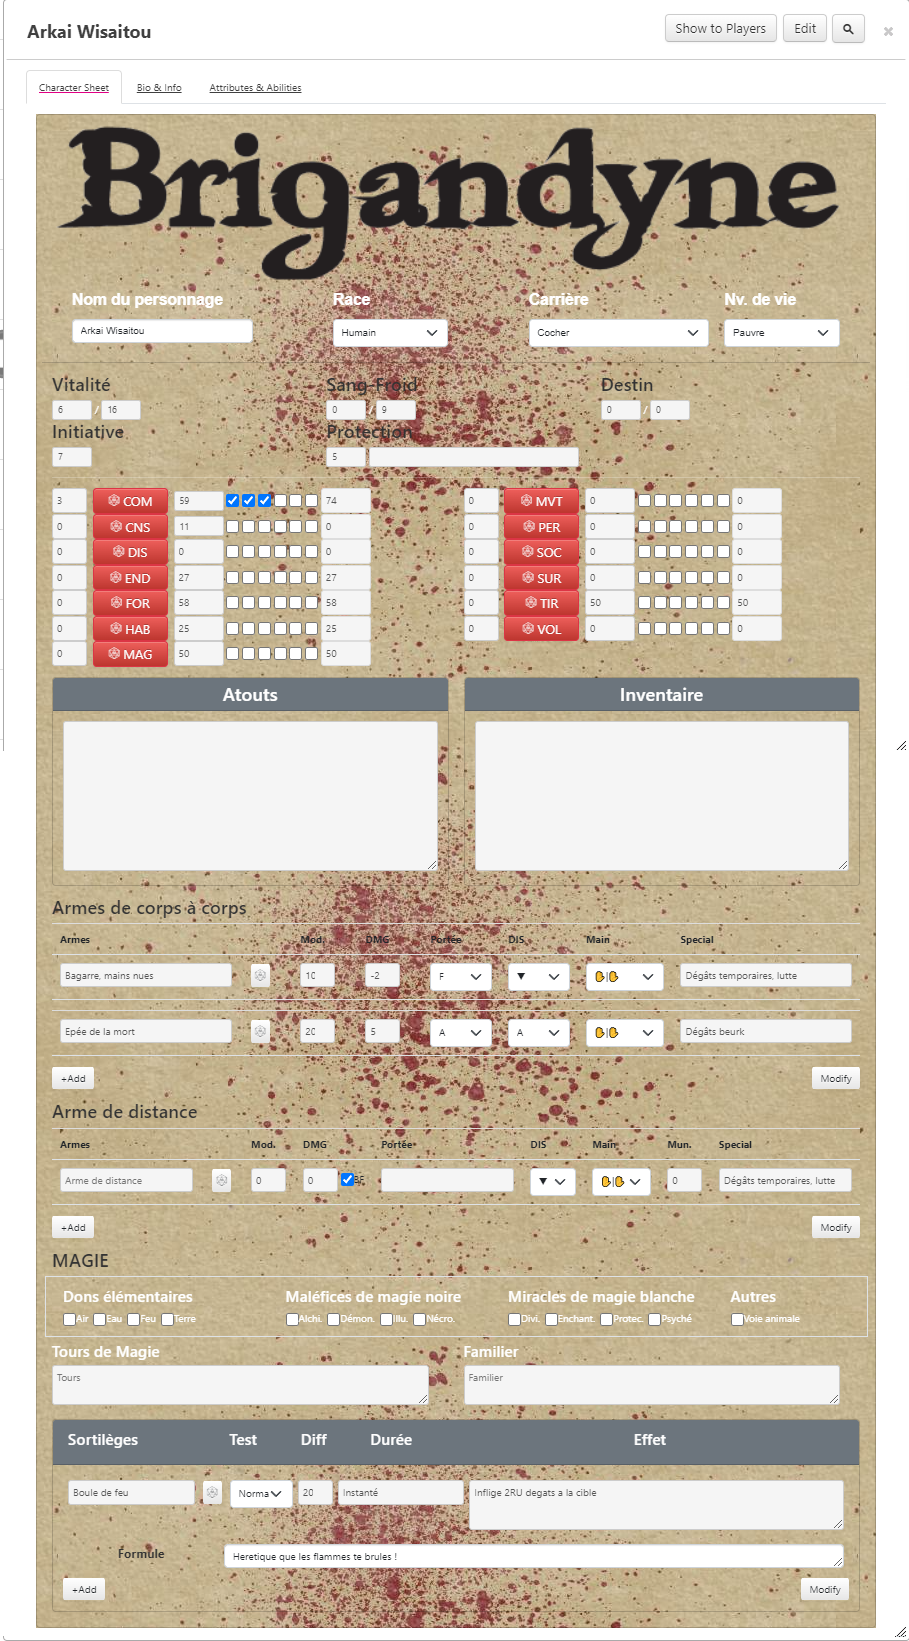 Arkai Wisaitou
Show to Players Edit
Character Sheet Bio & Info Attributes & Abilities
Brigandyne
Nom du personnage Race Carrière Nv. de vie
Arkai Wisaitou Humain Cocher Pauvre
Vitalité Sang-Froid Destin
6 / 16 0 / 9 0 / 0
Initiative Protection
7 5
3 COM 59 74 0 MVT 0 0
0 CNS 11 0 0 PER 0 0
0 DIS 0 0 0 SOC 0 0
0 END 27 27 0 SUR 0 0
0 FOR 58 58 0 TIR 50 50
0 HAB 25 25 0 VOL 0 0
0 MAG 50 50
Atouts Inventaire
Armes de corps à corps
Armes Mod. DMG Portée DIS Main Special
Bagarre, mains nues 10 -2 F ▼ | Dégâts temporaires, lutte
Epée de la mort 20 5 A A | Dégâts beurk
+Add Modify
Arme de distance
Armes Mod. DMG Portée DIS Main Mun. Special
Arme de distance 0 0 BF ▼ | 0 Dégâts temporaires, lutte
+Add Modify
MAGIE
Dons élémentaires Maléfices de magie noire Miracles de magie blanche Autres
Air Eau Feu Terre Alchi. Démon. Illu. Nécro. Divi. Enchant. Protec. Psyché Voie animale
Tours de Magie Familier
Tours Familier
Sortilèges Test Diff Durée Effet
Boule de feu Norma 20 Instanté Inflige 2RU degats a la cible
Formule Heretique que les flammes te brules !
+Add Modify